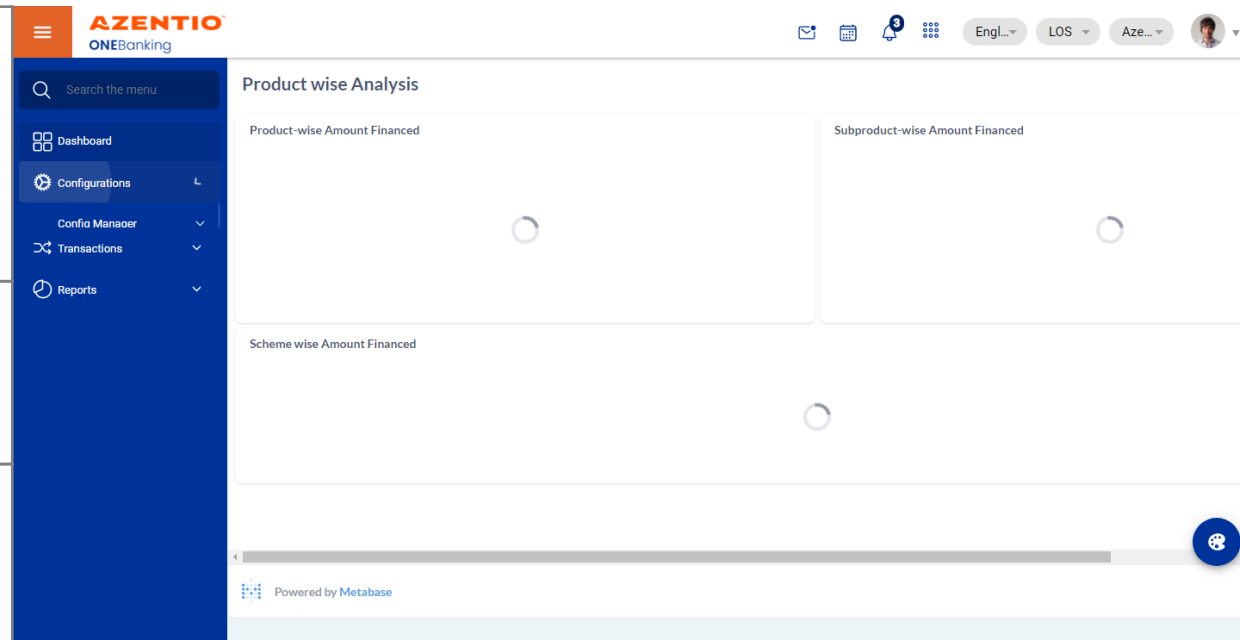 AZENTIO
ONEBanking
3
Engl...
LOS
Aze...
Search the menu
Dashboard
Configurations
Config Manager
Transactions
Reports
Product wise Analysis
Product-wise Amount Financed
Subproduct-wise Amount Financed
Scheme wise Amount Financed
Powered by Metabase